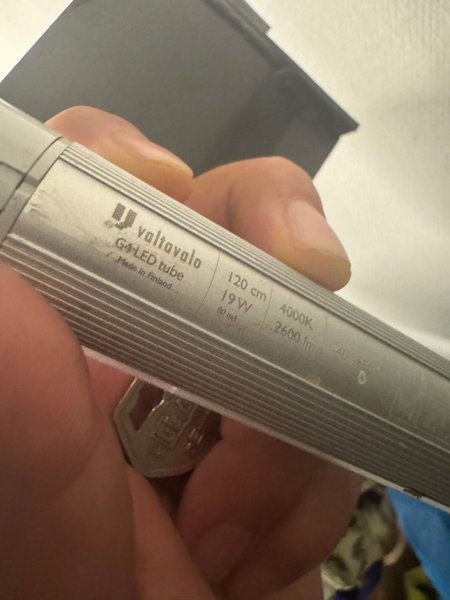 valtavalo
G4 LED tube
Made in Finland
120 cm
19W
4000K
2600 lm